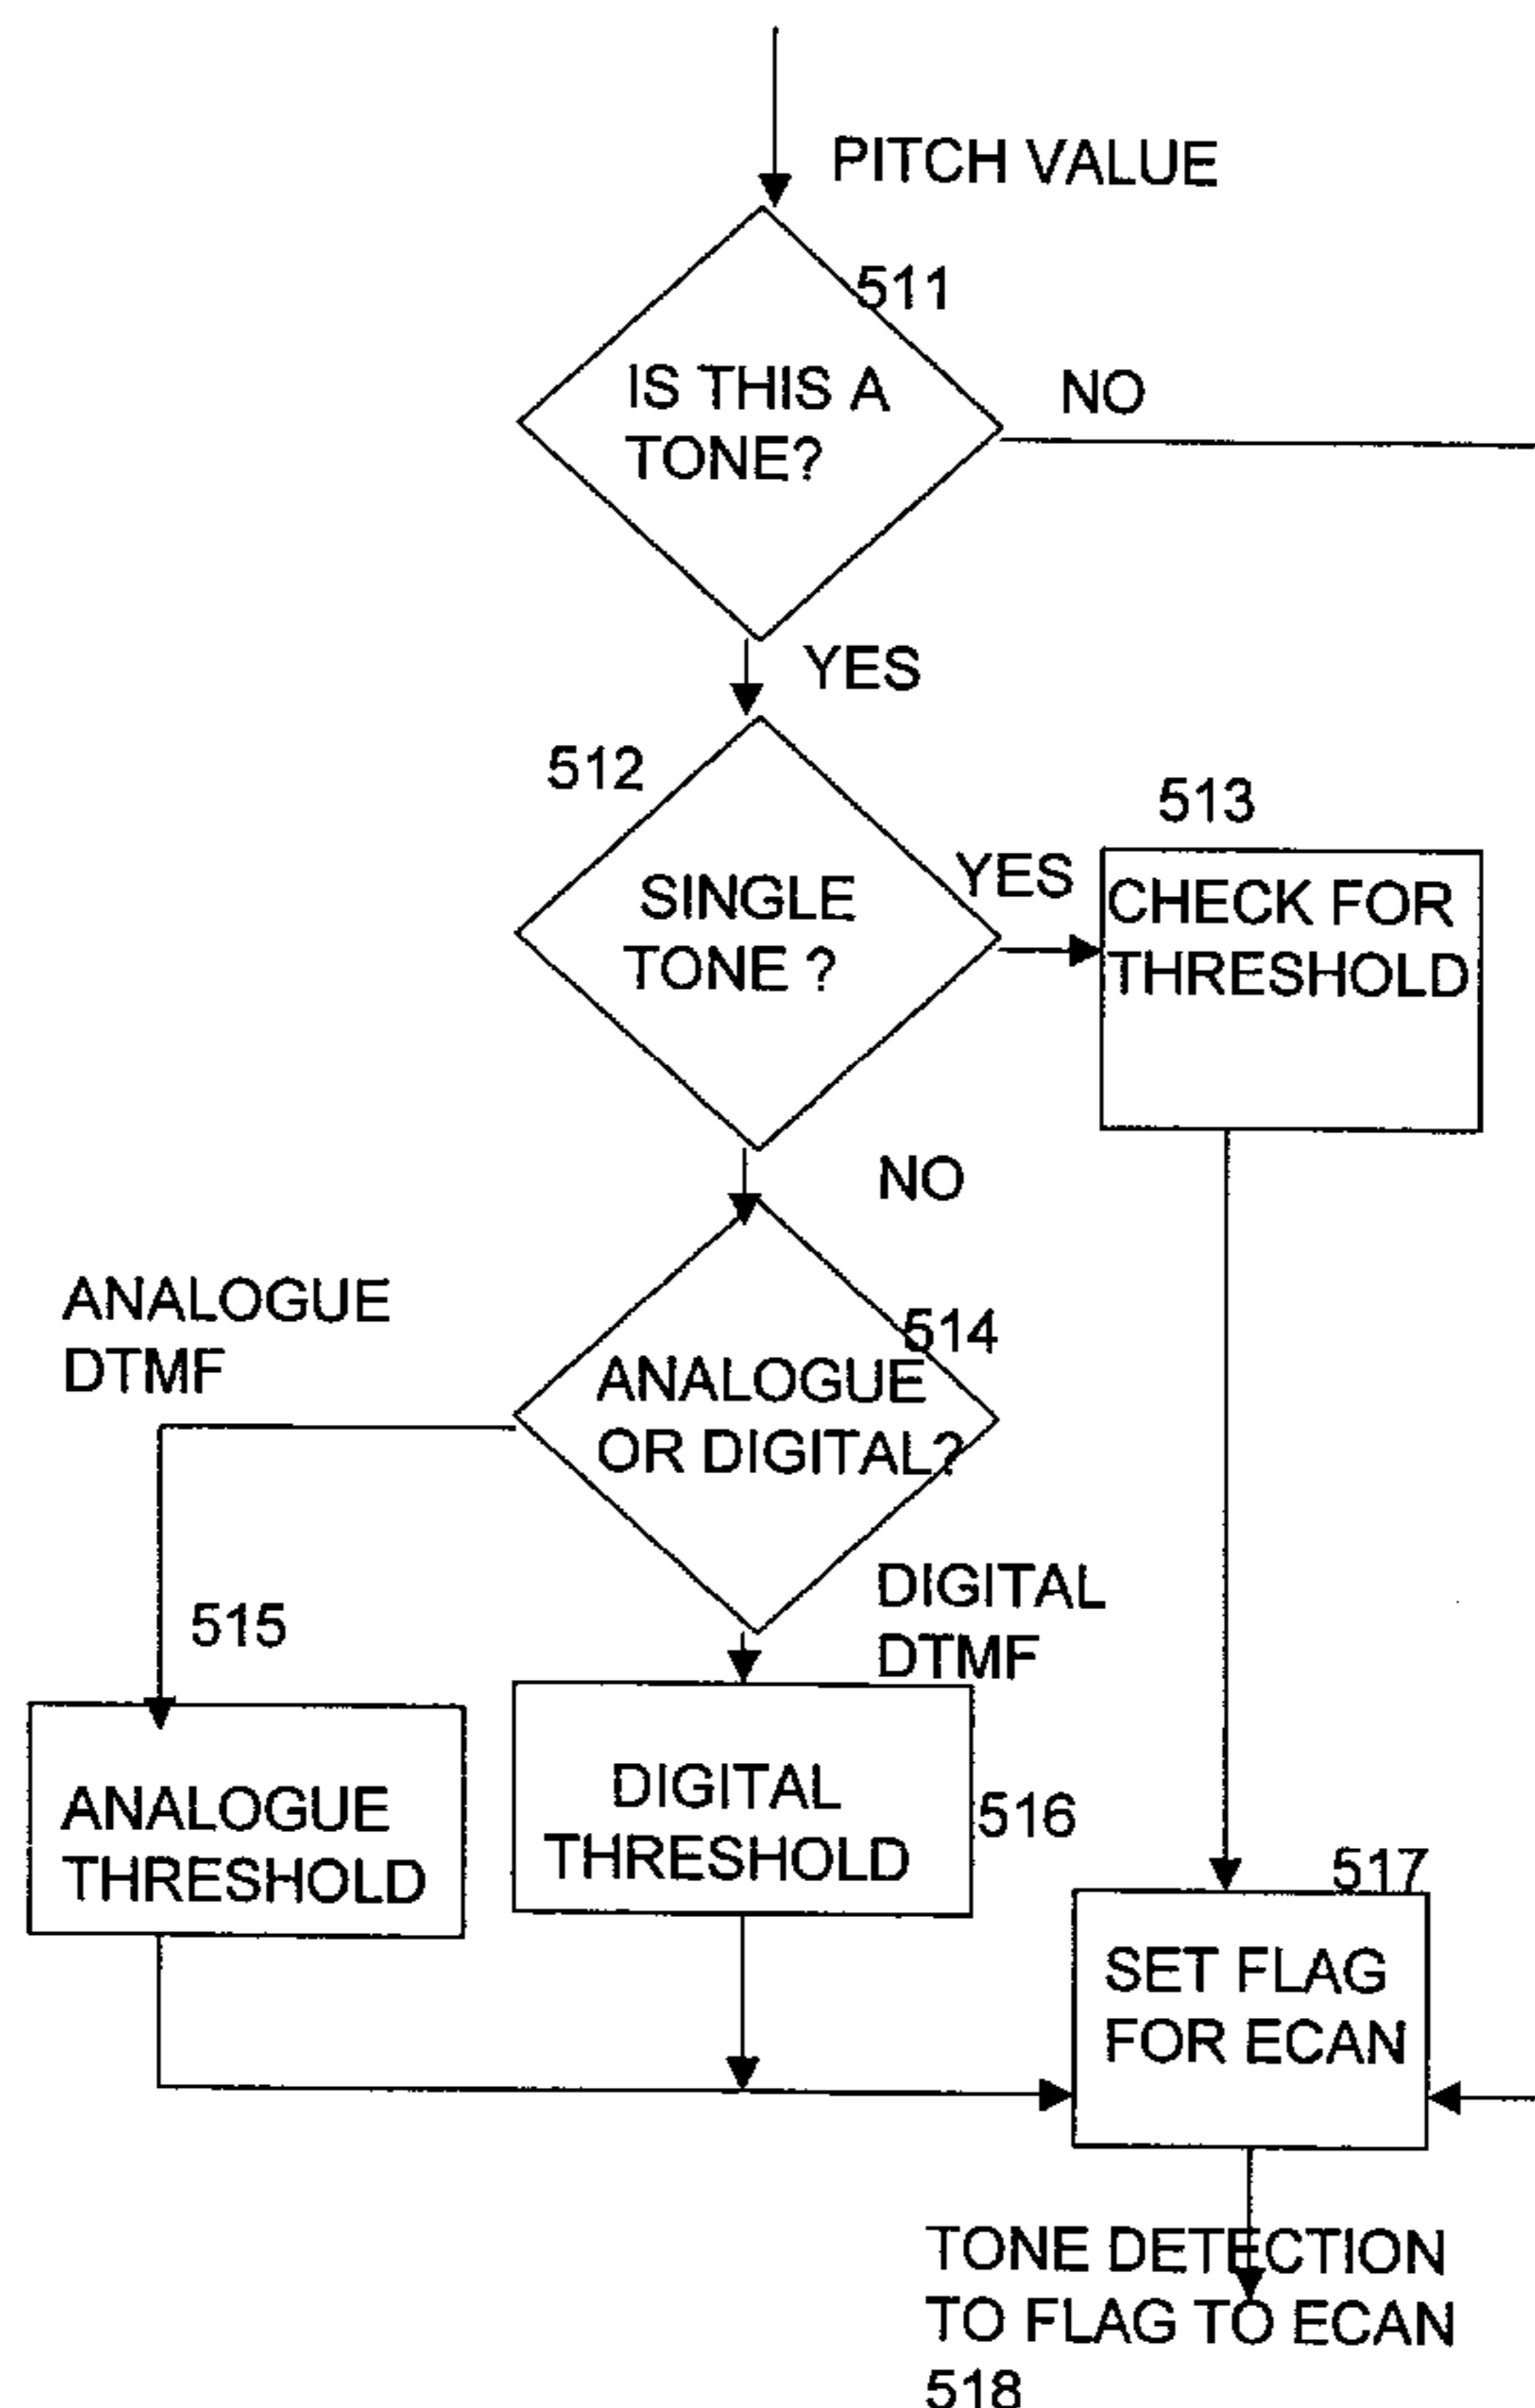 PITCH VALUE
511
IS THIS A
TONE?
NO
YES
512
SINGLE
TONE ?
YES
513
CHECK FOR
THRESHOLD
NO
ANALOGUE
DTMF
514
ANALOGUE
OR DIGITAL?
DIGITAL
DTMF
515
ANALOGUE
THRESHOLD
DIGITAL
THRESHOLD
516
517
SET FLAG
FOR ECAN
TONE DETECTION
TO FLAG TO ECAN
518